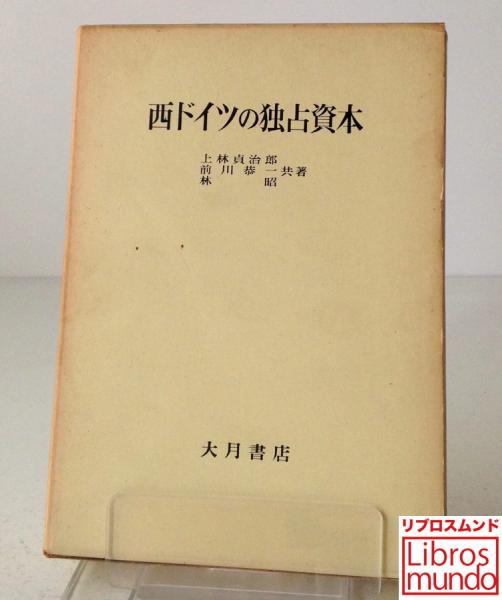 西ドイツの独占資本
上林貞治郎
前川恭一共著
林昭
大月書店
リブロスムンド
Libros
mundo